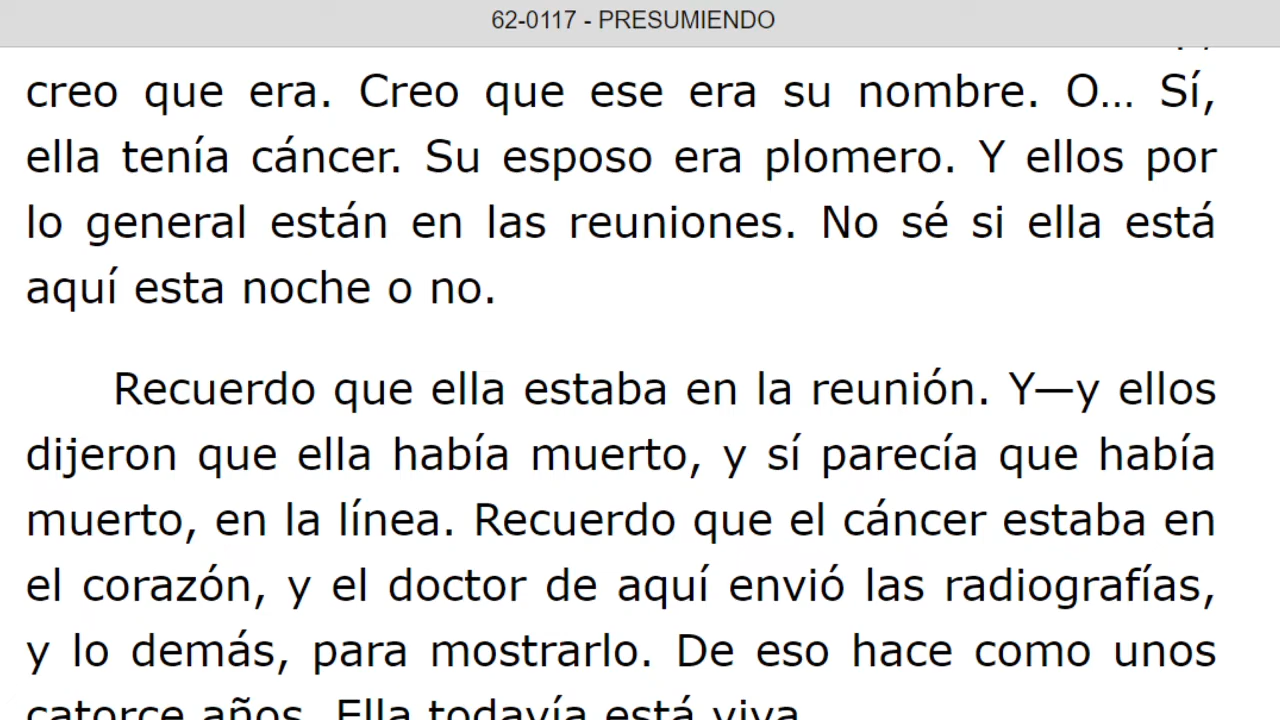 62-0117 - PRESUMIENDO
creo que era. Creo que ese era su nombre. O… Sí,
ella tenía cáncer. Su esposo era plomero. Y ellos por
lo general están en las reuniones. No sé si ella está
aquí esta noche o no.
Recuerdo que ella estaba en la reunión. Y—y ellos
dijeron que ella había muerto, y sí parecía que había
muerto, en la línea. Recuerdo que el cáncer estaba en
el corazón, y el doctor de aquí envió las radiografías,
y lo demás, para mostrarlo. De eso hace como unos
catorce años. Ella todavía está viva.